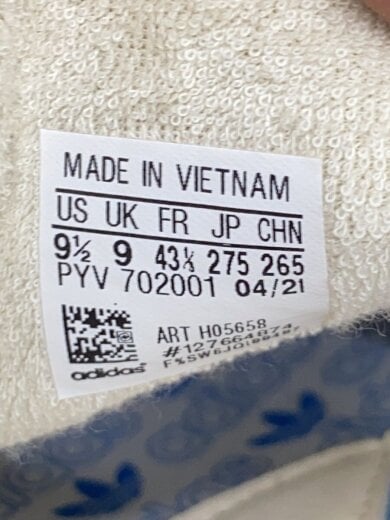 MADE IN VIETNAM
US UK FR JP CHN
9½ 9 43⅓ 275 265
PYV 702001 04/21
ART H05658
#127664874
adidas